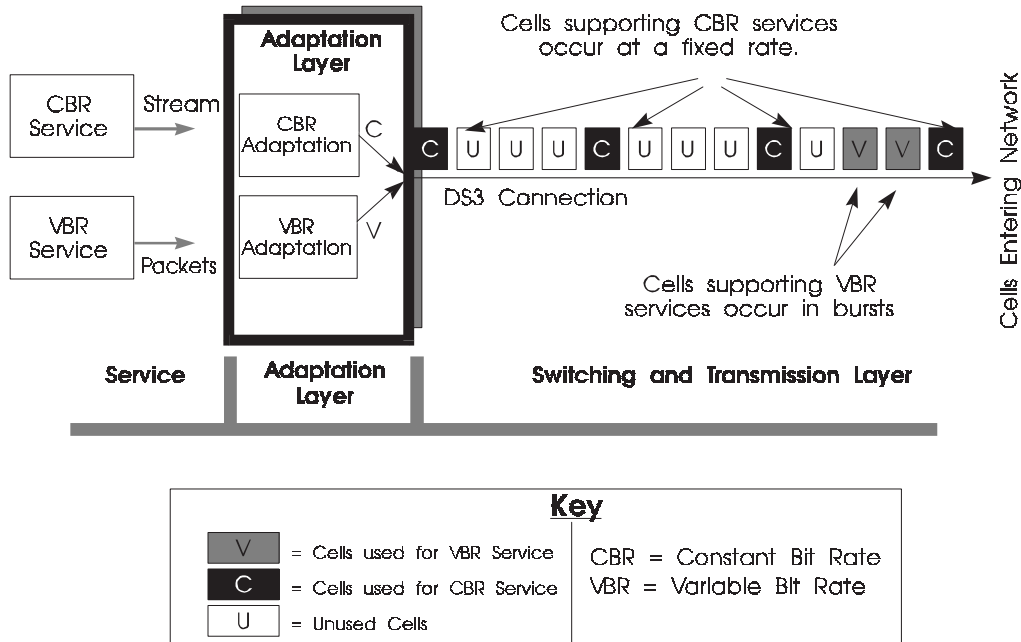 Cells supporting CBR services
occur at a fixed rate.
Adaptation
Layer
CBR
Service
Stream
CBR
Adaptation
C
C U U U C U U U C U V V C
DS3 Connection
VBR
Service
Packets
VBR
Adaptation
V
Cells supporting VBR
services occur in bursts
Cells Entering Network
Service
Adaptation
Layer
Switching and Transmission Layer
Key
V = Cells used for VBR Service
C = Cells used for CBR Service
U = Unused Cells
CBR = Constant Bit Rate
VBR = Variable Bit Rate